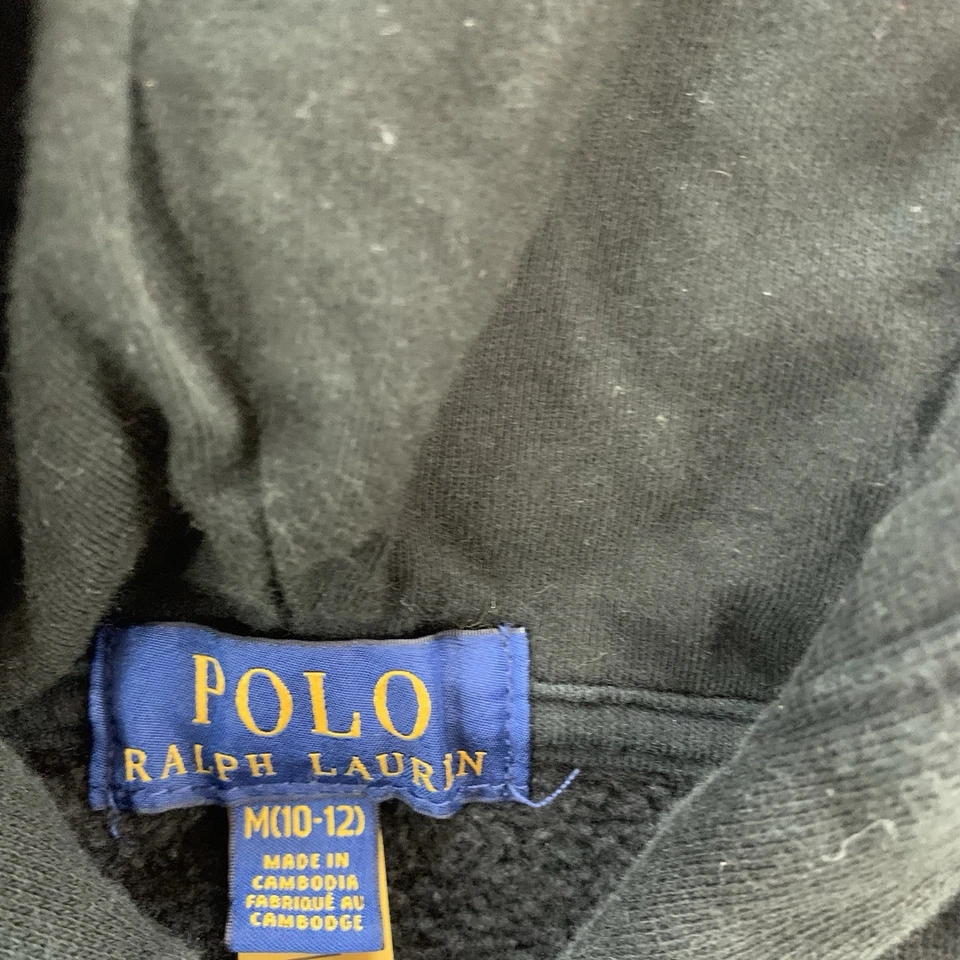 POLO
RALPH LAUREN
M(10-12)
MADE IN
CAMBODIA
FABRIQUÉ AU
CAMBODGE